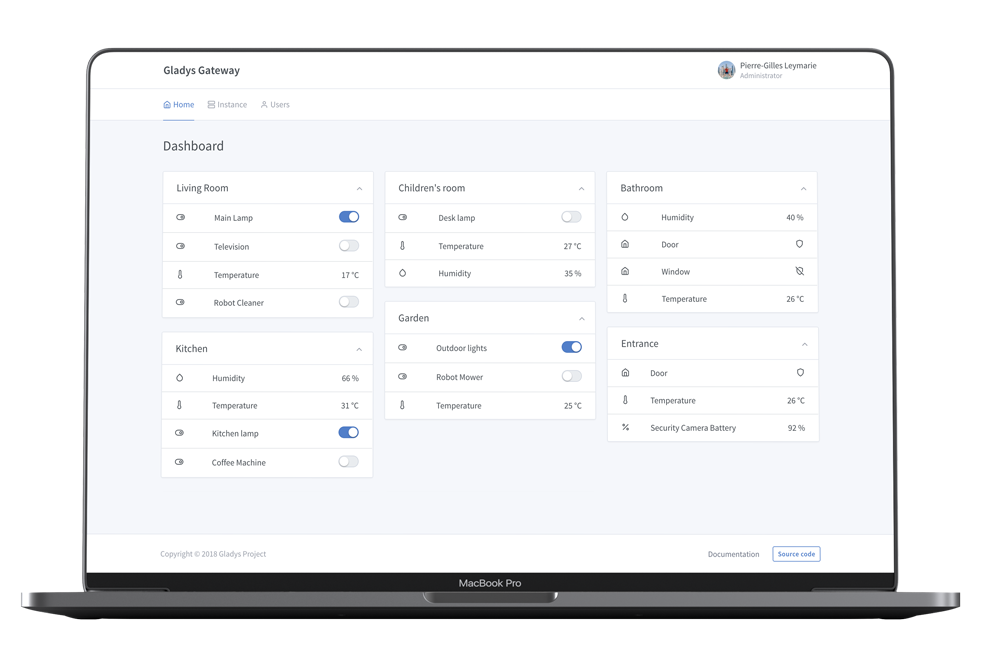 Gladys Gateway
Pierre-Gilles Leymarie
Administrator
Home Instance Users
Dashboard
Living Room
Main Lamp
Television
Temperature 17 °C
Robot Cleaner
Kitchen
Humidity 66 %
Temperature 31 °C
Kitchen lamp
Coffee Machine
Children's room
Desk lamp
Temperature 27 °C
Humidity 35 %
Garden
Outdoor lights
Robot Mower
Temperature 25 °C
Bathroom
Humidity 40 %
Door
Window
Temperature 26 °C
Entrance
Door
Temperature 26 °C
Security Camera Battery 92 %
Copyright © 2018 Gladys Project
Documentation Source code
MacBook Pro